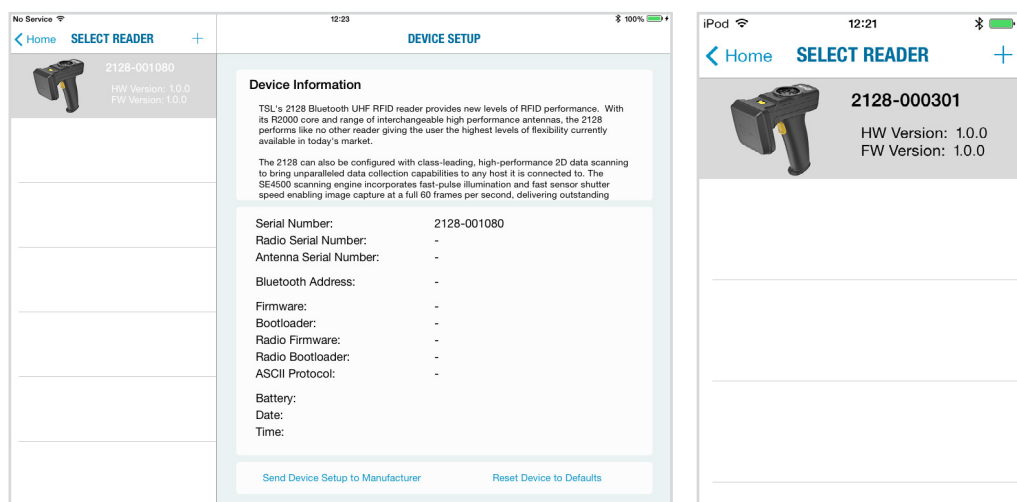 No Service 12:23 100%
Home SELECT READER + DEVICE SETUP
2128-001080
HW Version: 1.0.0
FW Version: 1.0.0
Device Information
TSL's 2128 Bluetooth UHF RFID reader provides new levels of RFID performance. With
its R2000 core and range of interchangeable high performance antennas, the 2128
performs like no other reader giving the user the highest levels of flexibility currently
available in today's market.
The 2128 can also be configured with class-leading, high-performance 2D data scanning
to bring unparalleled data collection capabilities to any host it is connected to. The
SE4500 scanning engine incorporates fast-pulse illumination and fast sensor shutter
speed enabling image capture at a full 60 frames per second, delivering outstanding
Serial Number: 2128-001080
Radio Serial Number: -
Antenna Serial Number: -
Bluetooth Address: -
Firmware: -
Bootloader: -
Radio Firmware: -
Radio Bootloader: -
ASCII Protocol: -
Battery:
Date:
Time:
Send Device Setup to Manufacturer Reset Device to Defaults
iPod 12:21
Home SELECT READER +
2128-000301
HW Version: 1.0.0
FW Version: 1.0.0